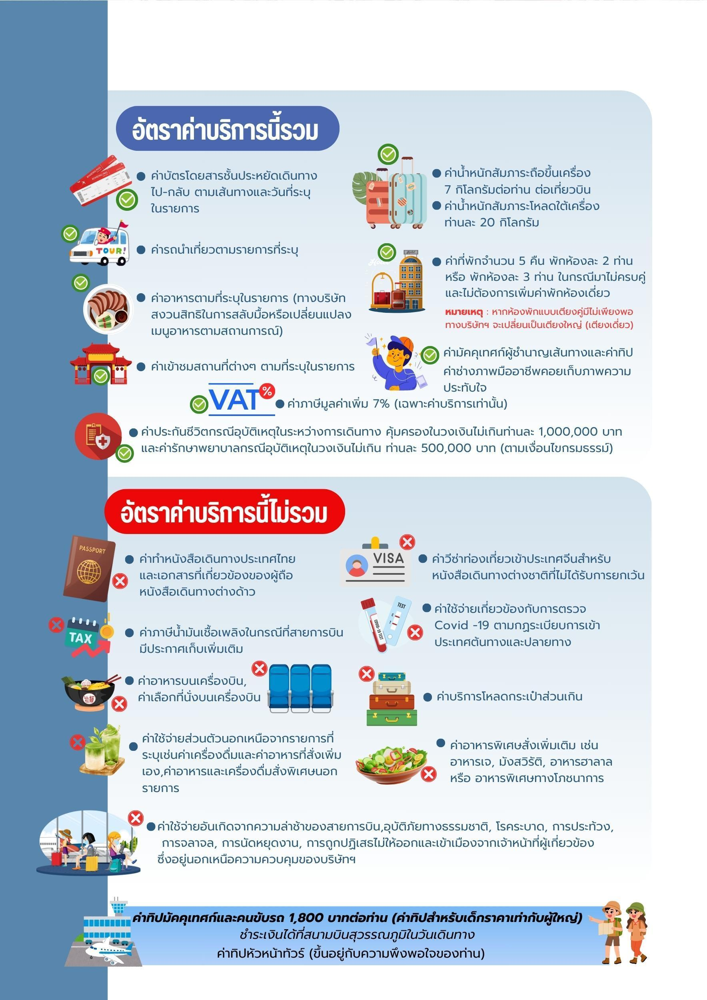 อัตราค่าบริการนี้รวม
BOARDING PASS
BOARDING PASS
ค่าบัตรโดยสารชั้นประหยัดเดินทาง
ไป-กลับ ตามเส้นทางและวันที่ระบุ
ในรายการ
ค่าน้ำหนักสัมภาระถือขึ้นเครื่อง
7 กิโลกรัมต่อท่าน ต่อเที่ยวบิน
ค่าน้ำหนักสัมภาระโหลดใต้เครื่อง
ท่านละ 20 กิโลกรัม
TOUR!
ค่ารถนำเที่ยวตามรายการที่ระบุ
Hotel
Hotel
ค่าที่พักจำนวน 5 คืน พักห้องละ 2 ท่าน
หรือ พักห้องละ 3 ท่าน ในกรณีมาไม่ครบคู่
และไม่ต้องการเพิ่มค่าพักห้องเดี่ยว
หมายเหตุ : หากห้องพักแบบเตียงคู่มีไม่เพียงพอ
ทางบริษัทฯ จะเปลี่ยนเป็นเตียงใหญ่ (เตียงเดี่ยว)
ค่าอาหารตามที่ระบุในรายการ (ทางบริษัท
สงวนสิทธิในการสลับมื้อหรือเปลี่ยนแปลง
เมนูอาหารตามสถานการณ์)
ค่าเข้าชมสถานที่ต่างๆ ตามที่ระบุในรายการ
ค่ามัคคุเทศก์ผู้ชำนาญเส้นทางและค่าทิป
ค่าช่างภาพมืออาชีพคอยเก็บภาพความ
ประทับใจ
VAT %
ค่าภาษีมูลค่าเพิ่ม 7% (เฉพาะค่าบริการเท่านั้น)
ค่าประกันชีวิตกรณีอุบัติเหตุในระหว่างการเดินทาง คุ้มครองในวงเงินไม่เกินท่านละ 1,000,000 บาท
และค่ารักษาพยาบาลกรณีอุบัติเหตุในวงเงินไม่เกิน ท่านละ 500,000 บาท (ตามเงื่อนไขกรมธรรม์)
อัตราค่าบริการนี้ไม่รวม
PASSPORT
ค่าทำหนังสือเดินทางประเทศไทย
และเอกสารที่เกี่ยวข้องของผู้ถือ
หนังสือเดินทางต่างด้าว
VISA
ค่าวีซ่าท่องเที่ยวเข้าประเทศจีนสำหรับ
หนังสือเดินทางต่างชาติที่ไม่ได้รับการยกเว้น
TAX
ค่าภาษีน้ำมันเชื้อเพลิงในกรณีที่สายการบิน
มีประกาศเก็บเพิ่มเติม
TEST
C
T
COVID-19 TEST
ค่าใช้จ่ายเกี่ยวข้องกับการตรวจ
Covid -19 ตามกฏระเบียบการเข้า
ประเทศต้นทางและปลายทาง
拉麺
ค่าอาหารบนเครื่องบิน,
ค่าเลือกที่นั่งบนเครื่องบิน
ค่าบริการโหลดกระเป๋าส่วนเกิน
ค่าใช้จ่ายส่วนตัวนอกเหนือจากรายการที่
ระบุเช่นค่าเครื่องดื่มและค่าอาหารที่สั่งเพิ่ม
เอง,ค่าอาหารและเครื่องดื่มสั่งพิเศษนอก
รายการ
ค่าอาหารพิเศษสั่งเพิ่มเติม เช่น
อาหารเจ, มังสวิรัติ, อาหารฮาลาล
หรือ อาหารพิเศษทางโภชนาการ
ค่าใช้จ่ายอันเกิดจากความล่าช้าของสายการบิน,อุบัติภัยทางธรรมชาติ, โรคระบาด, การประท้วง,
การจลาจล, การนัดหยุดงาน, การถูกปฏิเสธไม่ให้ออกและเข้าเมืองจากเจ้าหน้าที่ผู้เกี่ยวข้อง
ซึ่งอยู่นอกเหนือความควบคุมของบริษัทฯ
ค่าทิปมัคคุเทศก์และคนขับรถ 1,800 บาทต่อท่าน (ค่าทิปสำหรับเด็กราคาเท่ากับผู้ใหญ่)
ชำระเงินได้ที่สนามบินสุวรรณภูมิในวันเดินทาง
ค่าทิปหัวหน้าทัวร์ (ขึ้นอยู่กับความพึงพอใจของท่าน)